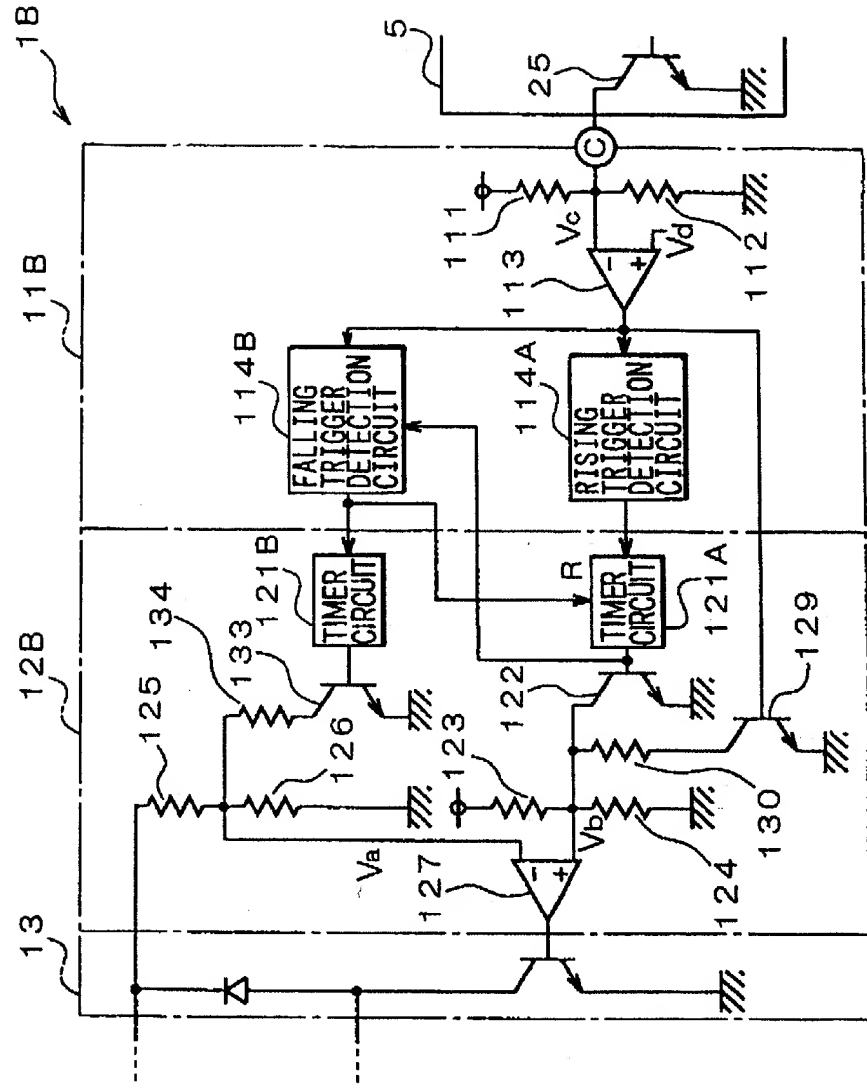 1B
11B
12B
13
5
25
C
111
112
Vc
Vd
113
-
+
114B
FALLING
TRIGGER
DETECTION
CIRCUIT
114A
RISING
TRIGGER
DETECTION
CIRCUIT
121B
TIMER
CIRCUIT
R
TIMER
CIRCUIT
121A
134
133
125
126
122
123
124
129
130
Va
Vb
127
-
+